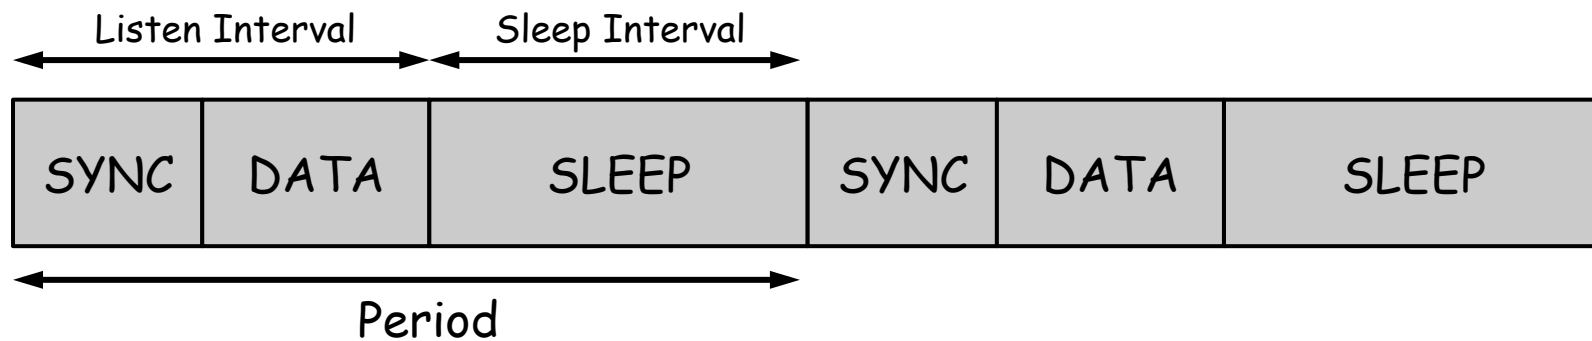 Listen Interval Sleep Interval
SYNC DATA SLEEP SYNC DATA SLEEP
Period